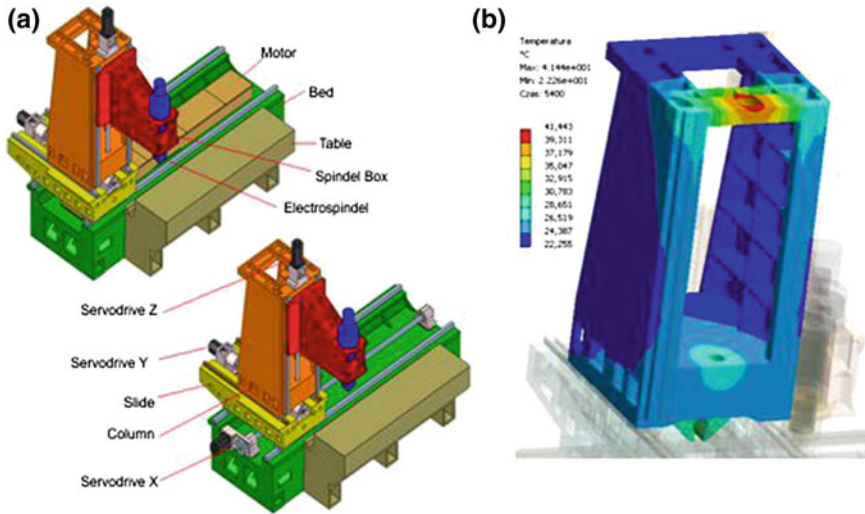 (a)
Motor
Bed
Table
Spindel Box
Electrospindel
Servodrive Z
Servodrive Y
Slide
Column
Servodrive X
(b)
Temperatura
°C
Max: 4.144e+001
Min: 2.226e+001
Czas: 5400
41,443
39,311
37,179
35,047
32,915
30,783
28,651
26,519
24,387
22,255